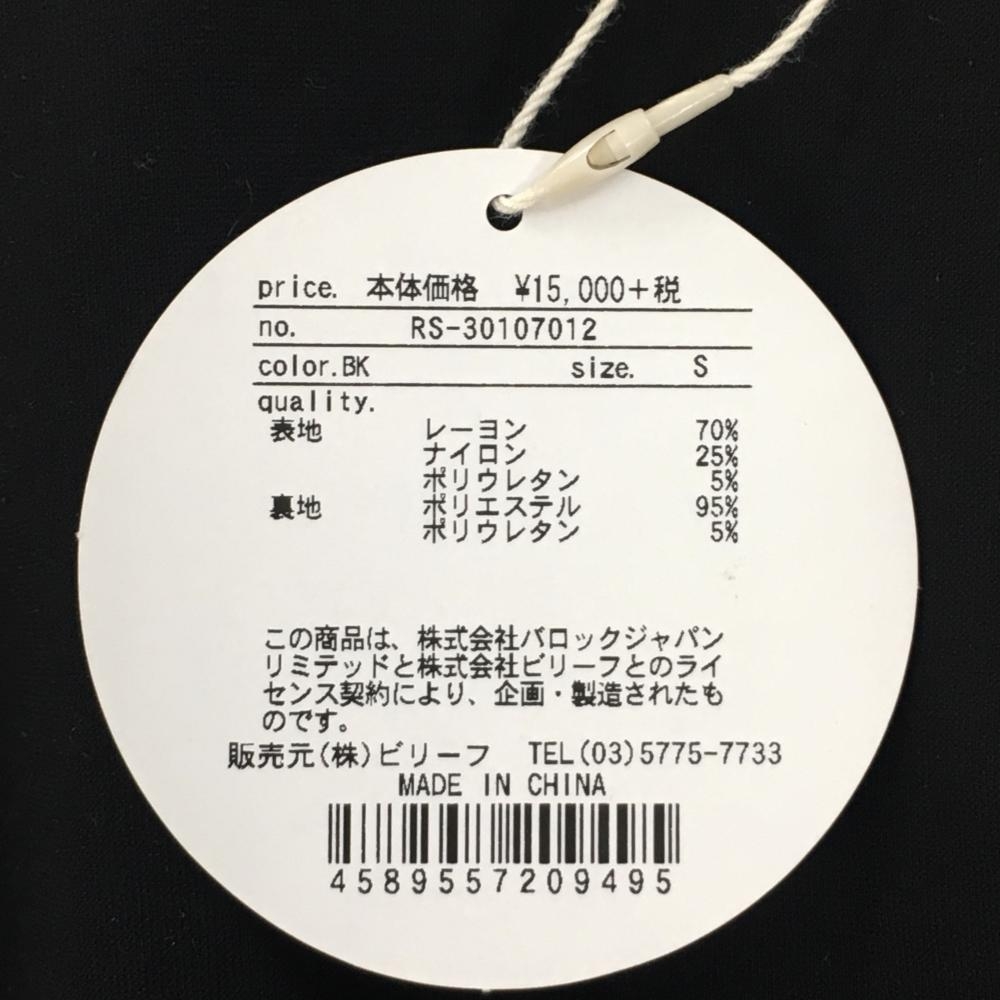 price. 本体価格 ¥15,000+税
no. RS-30107012
color.BK size. S
quality.
表地 レーヨン 70%
ナイロン 25%
ポリウレタン 5%
裏地 ポリエステル 95%
ポリウレタン 5%
この商品は、株式会社バロックジャパン
リミテッドと株式会社ビリーフとのライ
センス契約により、企画・製造されたも
のです。
販売元(株)ビリーフ TEL(03)5775-7733
MADE IN CHINA
4589557209495